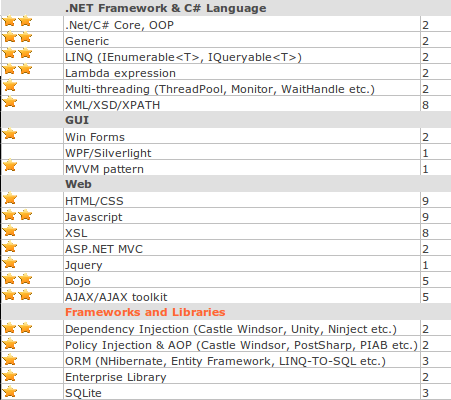 .NET Framework & C# Language
.Net/C# Core, OOP 2
Generic 2
LINQ (IEnumerable<T>, IQueryable<T>) 2
Lambda expression 2
Multi-threading (ThreadPool, Monitor, WaitHandle etc.) 2
XML/XSD/XPATH 8
GUI
Win Forms 2
WPF/Silverlight 1
MVVM pattern 1
Web
HTML/CSS 9
Javascript 9
XSL 8
ASP.NET MVC 2
Jquery 1
Dojo 5
AJAX/AJAX toolkit 5
Frameworks and Libraries
Dependency Injection (Castle Windsor, Unity, Ninject etc.) 2
Policy Injection & AOP (Castle Windsor, PostSharp, PIAB etc.) 2
ORM (NHibernate, Entity Framework, LINQ-TO-SQL etc.) 3
Enterprise Library 2
SQLite 3